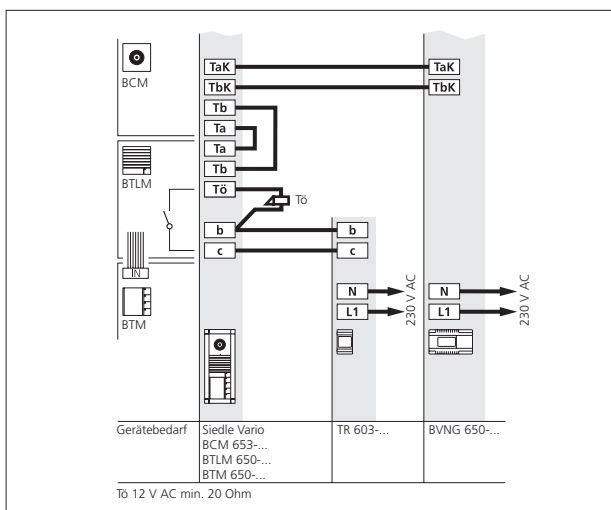 BCM
TaK
TaK
TbK
TbK
Tb
Ta
Ta
BTLM
Tb
Tö
Tö
b
b
c
c
IN
BTM
N
L1
230 V AC
N
L1
230 V AC
Gerätebedarf
Siedle Vario
BCM 653-...
BTLM 650-...
BTM 650-...
TR 603-...
BVNG 650-...
Tö 12 V AC min. 20 Ohm